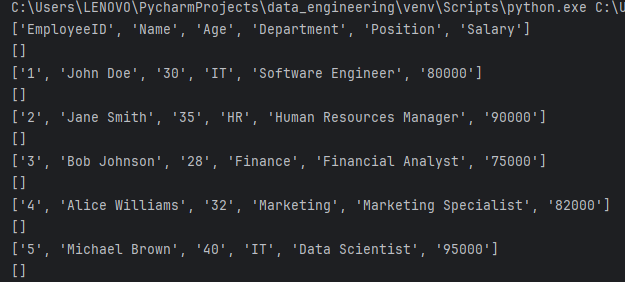 C:\Users\LENOVO\PycharmProjects\data_engineering\venv\Scripts\python.exe C:\U
['EmployeeID', 'Name', 'Age', 'Department', 'Position', 'Salary']
[]
['1', 'John Doe', '30', 'IT', 'Software Engineer', '80000']
[]
['2', 'Jane Smith', '35', 'HR', 'Human Resources Manager', '90000']
[]
['3', 'Bob Johnson', '28', 'Finance', 'Financial Analyst', '75000']
[]
['4', 'Alice Williams', '32', 'Marketing', 'Marketing Specialist', '82000']
[]
['5', 'Michael Brown', '40', 'IT', 'Data Scientist', '95000']
[]